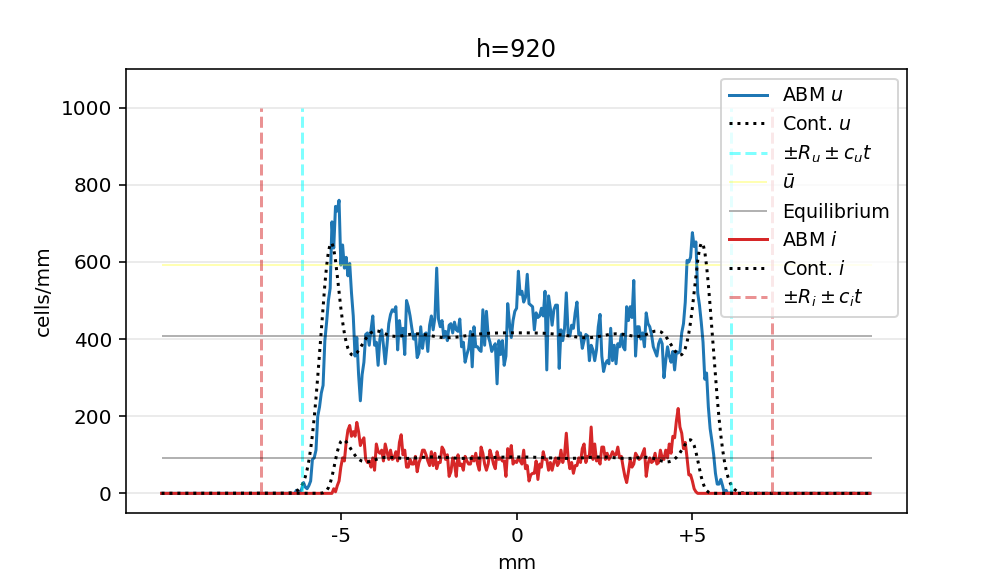 h=920
1000
800
600
400
200
0
cells/mm
-5
0
+5
mm
ABM u
Cont. u
±R_u ± c_u t
ū
Equilibrium
ABM i
Cont. i
±R_i ± c_i t